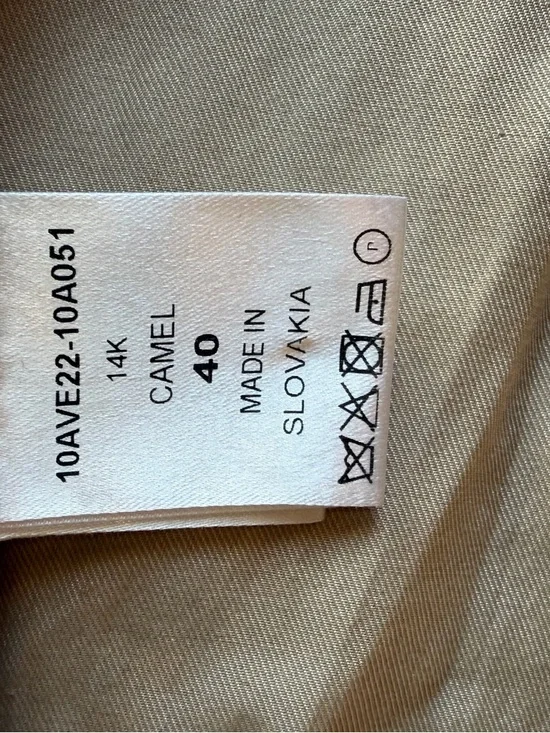 10AVE22-10A051
14K
CAMEL
40
MADE IN
SLOVAKIA